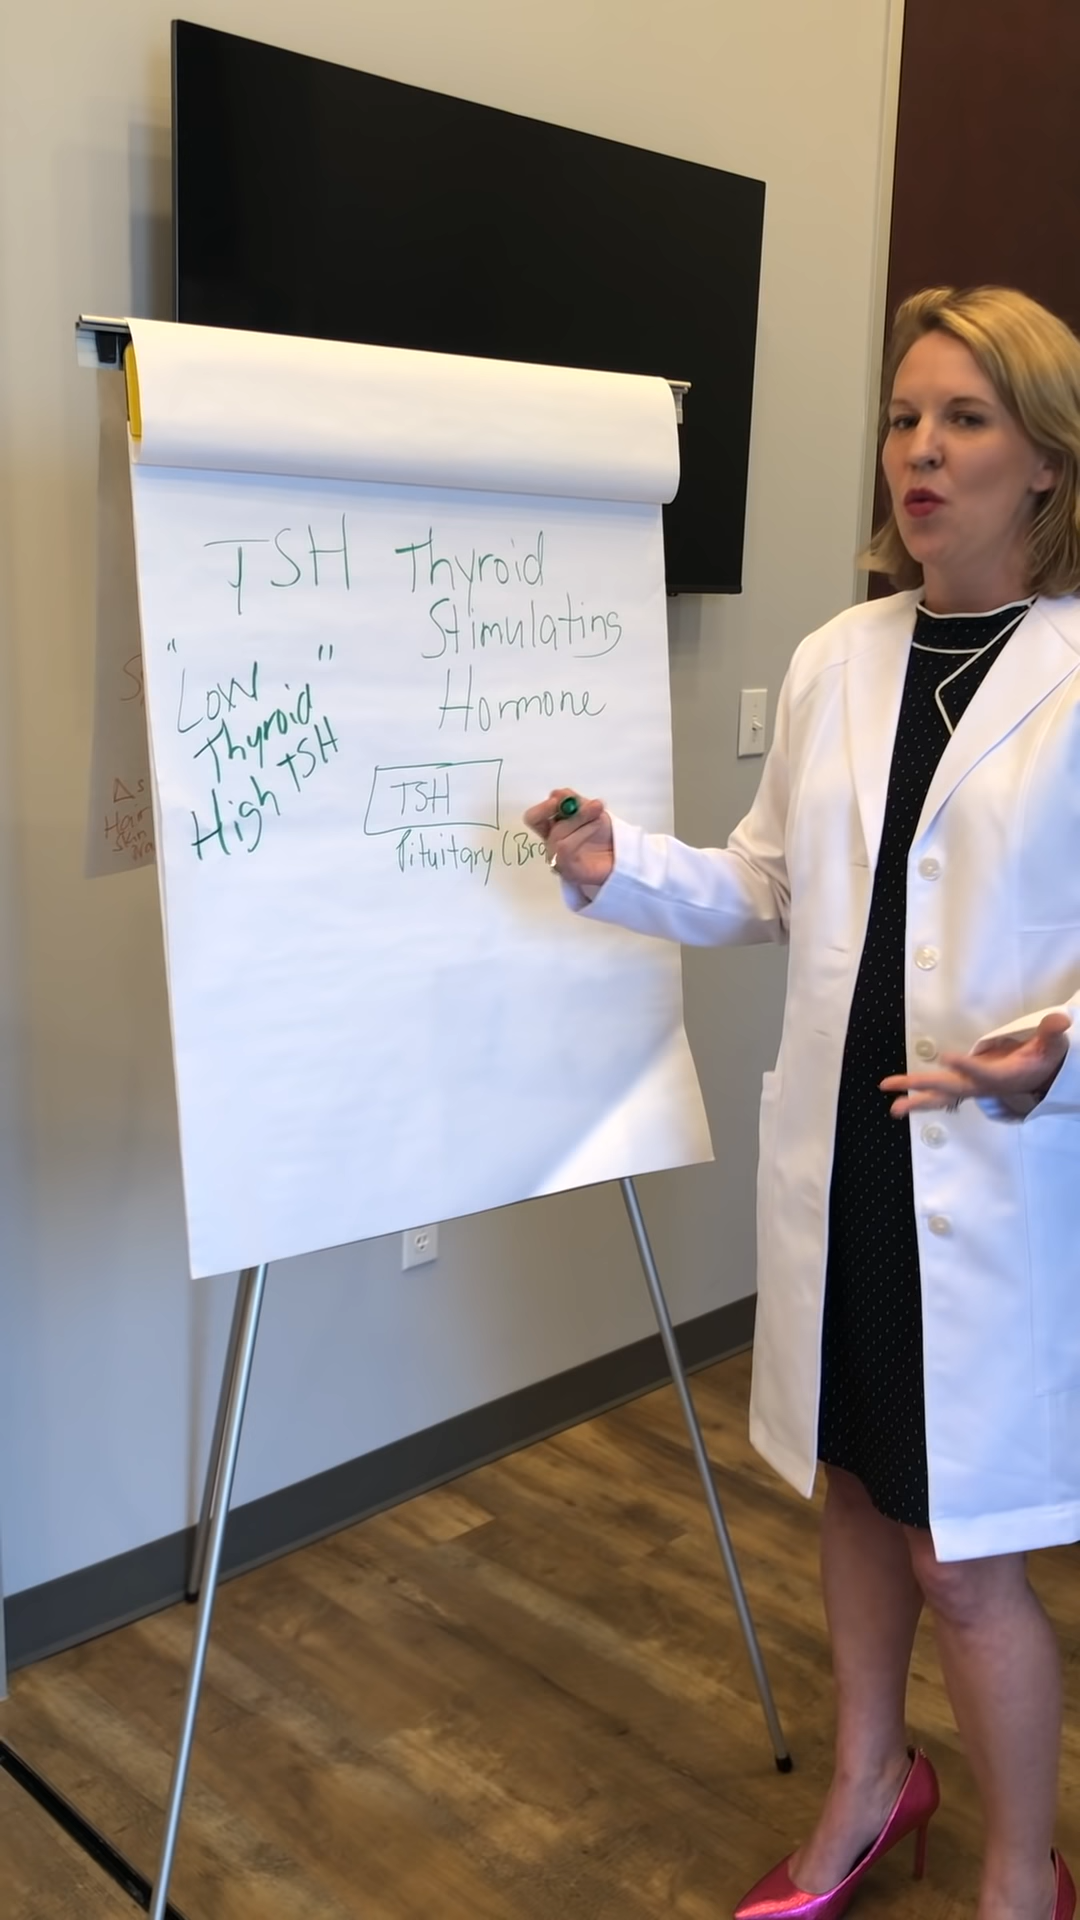 TSH Thyroid
Stimulating
Hormone
"Low"
Thyroid
High TSH
TSH
Pituitary (Bra